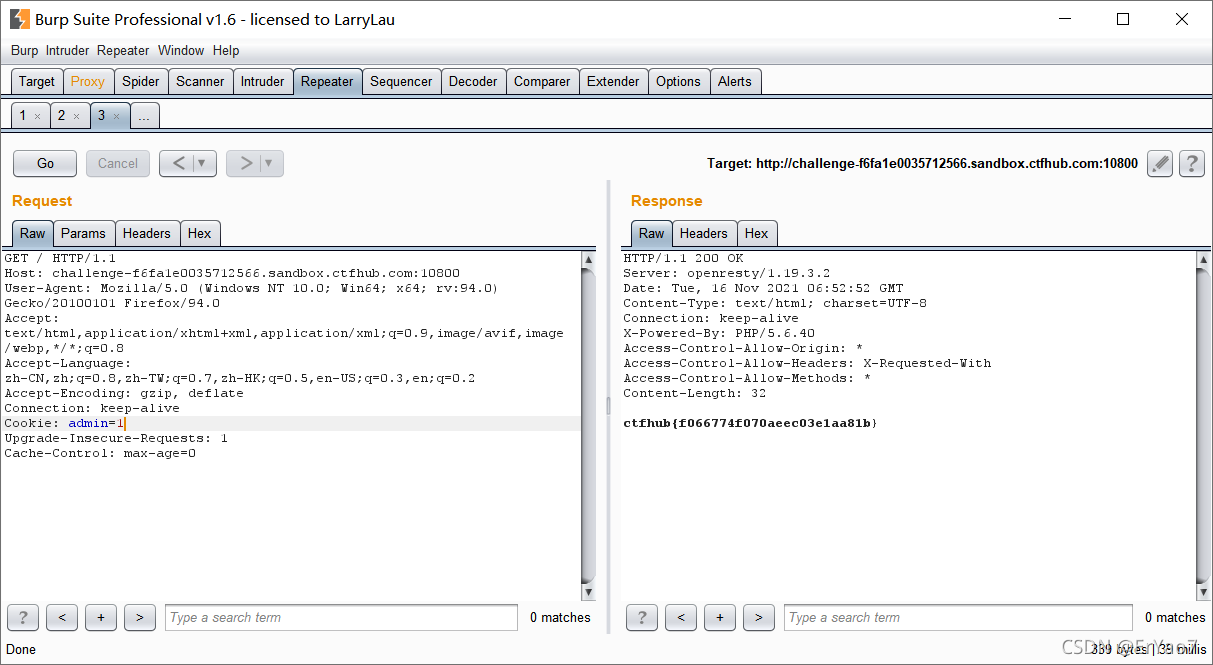 Burp Suite Professional v1.6 - licensed to LarryLau
Burp Intruder Repeater Window Help
Target Proxy Spider Scanner Intruder Repeater Sequencer Decoder Comparer Extender Options Alerts
1 × 2 × 3 × ...
Go Cancel < > Target: http://challenge-f6fa1e0035712566.sandbox.ctfhub.com:10800 ?
Request
Raw Params Headers Hex
GET / HTTP/1.1
Host: challenge-f6fa1e0035712566.sandbox.ctfhub.com:10800
User-Agent: Mozilla/5.0 (Windows NT 10.0; Win64; x64; rv:94.0)
Gecko/20100101 Firefox/94.0
Accept:
text/html,application/xhtml+xml,application/xml;q=0.9,image/avif,image
/webp,*/*;q=0.8
Accept-Language:
zh-CN,zh;q=0.8,zh-TW;q=0.7,zh-HK;q=0.5,en-US;q=0.3,en;q=0.2
Accept-Encoding: gzip, deflate
Connection: keep-alive
Cookie: admin=1
Upgrade-Insecure-Requests: 1
Cache-Control: max-age=0
? < + > Type a search term 0 matches
Response
Raw Headers Hex
HTTP/1.1 200 OK
Server: openresty/1.19.3.2
Date: Tue, 16 Nov 2021 06:52:52 GMT
Content-Type: text/html; charset=UTF-8
Connection: keep-alive
X-Powered-By: PHP/5.6.40
Access-Control-Allow-Origin: *
Access-Control-Allow-Headers: X-Requested-With
Access-Control-Allow-Methods: *
Content-Length: 32
ctfhub{f066774f070aeec03e1aa81b}
? < + > Type a search term 0 matches
Done
339 bytes | 39 millis
CSDN @ErYao7